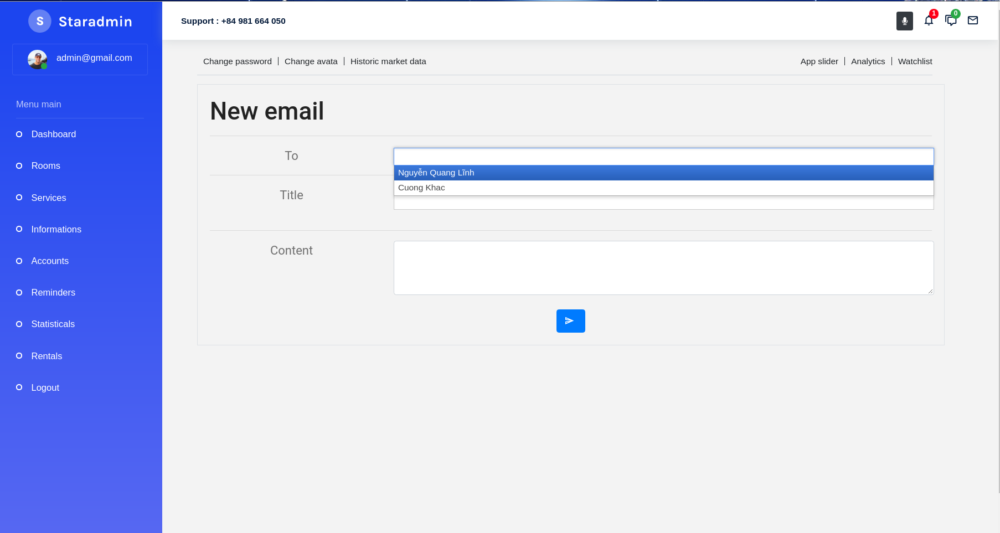 S Staradmin
admin@gmail.com
Menu main
Dashboard
Rooms
Services
Informations
Accounts
Reminders
Statisticals
Rentals
Logout
Support : +84 981 664 050
1
0
Change password | Change avata | Historic market data
App slider | Analytics | Watchlist
New email
To
Nguyễn Quang Lĩnh
Cuong Khac
Title
Content